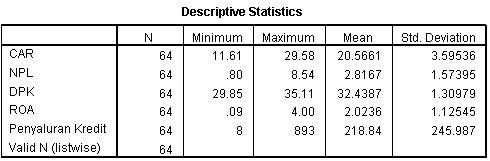 Descriptive Statistics
N Minimum Maximum Mean Std. Deviation
CAR 64 11.61 29.58 20.5661 3.59536
NPL 64 .80 8.54 2.8167 1.57395
DPK 64 29.85 35.11 32.4387 1.30979
ROA 64 .09 4.00 2.0236 1.12545
Penyaluran Kredit 64 8 893 218.84 245.987
Valid N (listwise) 64